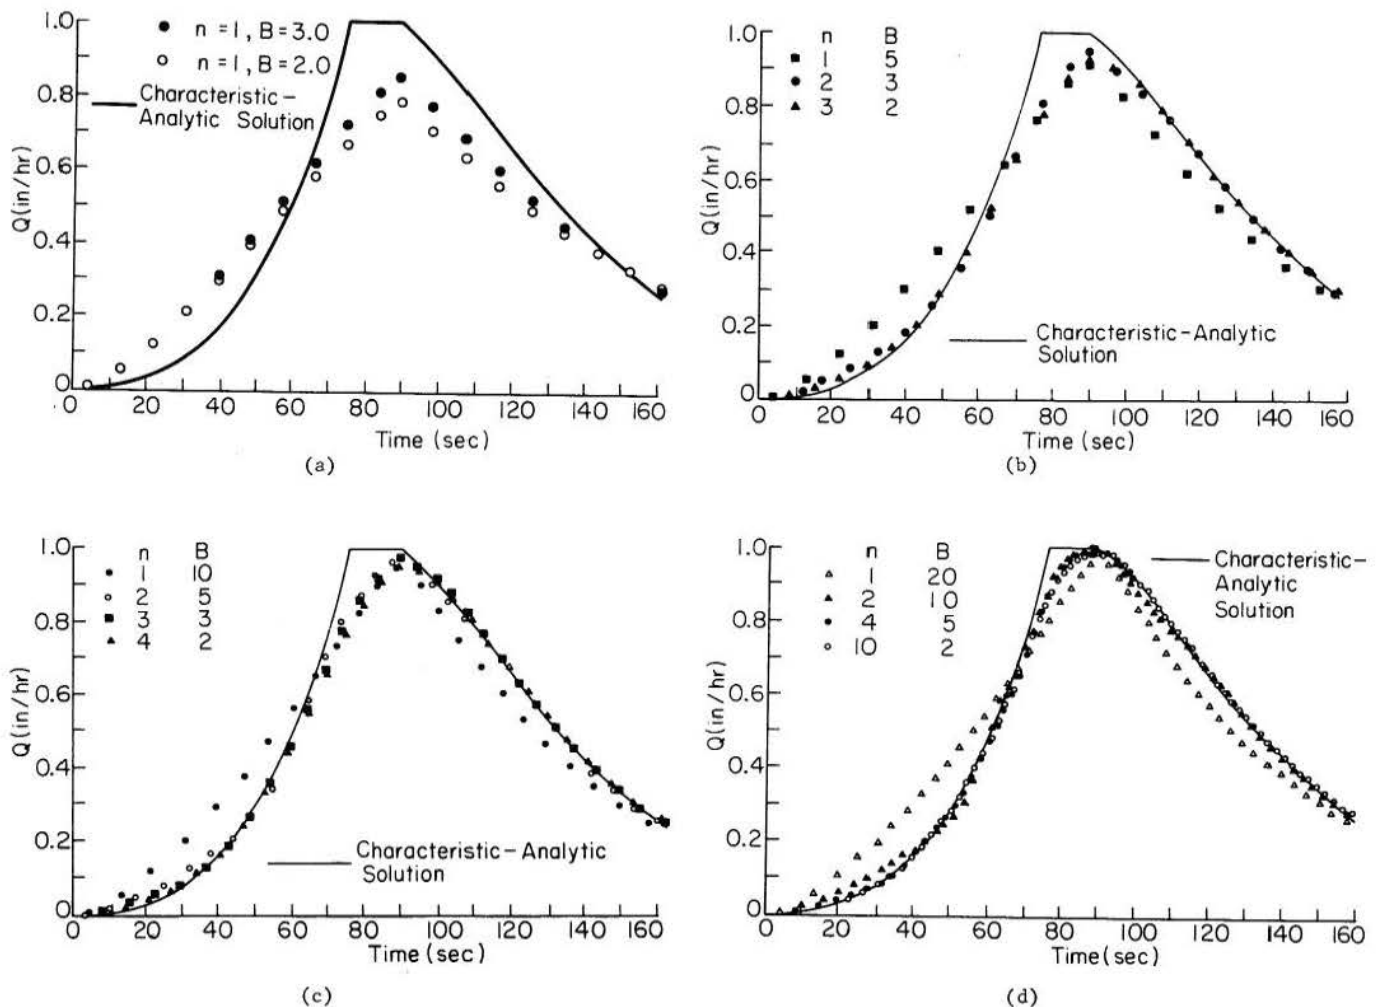 1.0
0.8
0.6
0.4
0.2
0
Q(in/hr)
n = 1, B = 3.0
n = 1, B = 2.0
Characteristic-
Analytic Solution
0 20 40 60 80 100 120 140 160
Time (sec)
(a)
1.0
0.8
0.6
0.4
0.2
0
Q(in/hr)
n B
1 5
2 3
3 2
Characteristic-Analytic
Solution
0 20 40 60 80 100 120 140 160
Time (sec)
(b)
1.0
0.8
0.6
0.4
0.2
0
Q(in/hr)
n B
1 10
2 5
3 3
4 2
Characteristic-Analytic
Solution
0 20 40 60 80 100 120 140 160
Time (sec)
(c)
1.0
0.8
0.6
0.4
0.2
0
Q(in/hr)
n B
1 20
2 10
4 5
10 2
Characteristic-
Analytic
Solution
0 20 40 60 80 100 120 140 160
Time (sec)
(d)